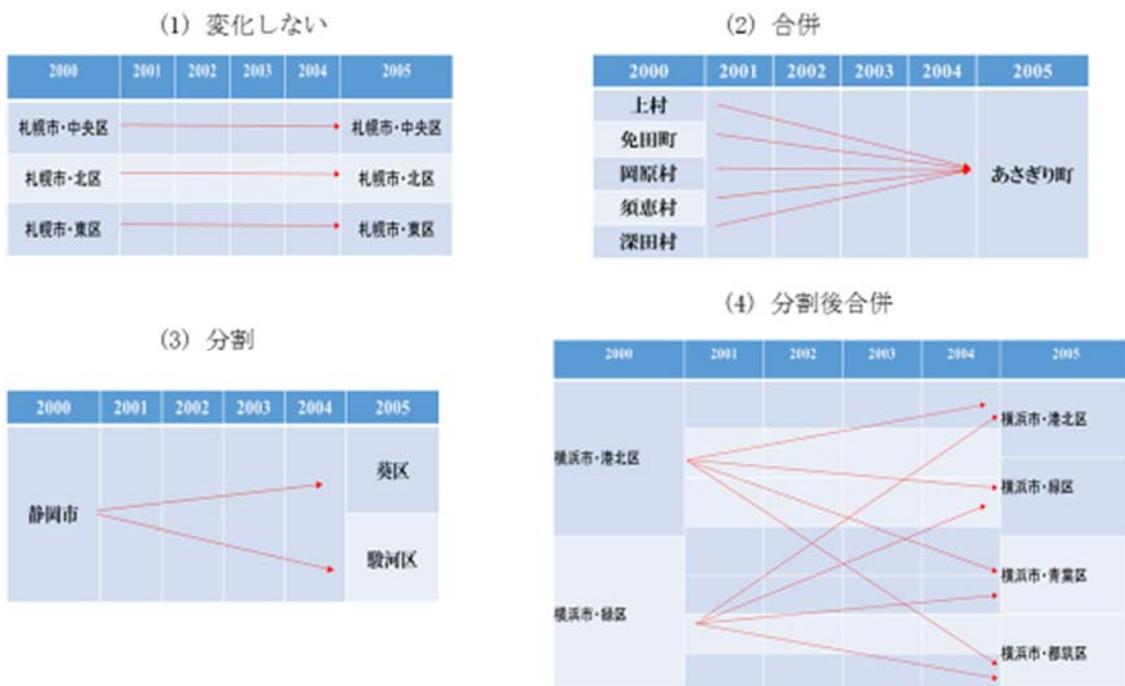 (1) 変化しない
2000 2001 2002 2003 2004 2005
札幌市・中央区 札幌市・中央区
札幌市・北区 札幌市・北区
札幌市・東区 札幌市・東区
(2) 合併
2000 2001 2002 2003 2004 2005
上村
免田町
岡原村 あさぎり町
須恵村
深田村
(3) 分割
2000 2001 2002 2003 2004 2005
葵区
静岡市
駿河区
(4) 分割後合併
2000 2001 2002 2003 2004 2005
横浜市・港北区
横浜市・港北区
横浜市・緑区
横浜市・青葉区
横浜市・緑区
横浜市・都筑区